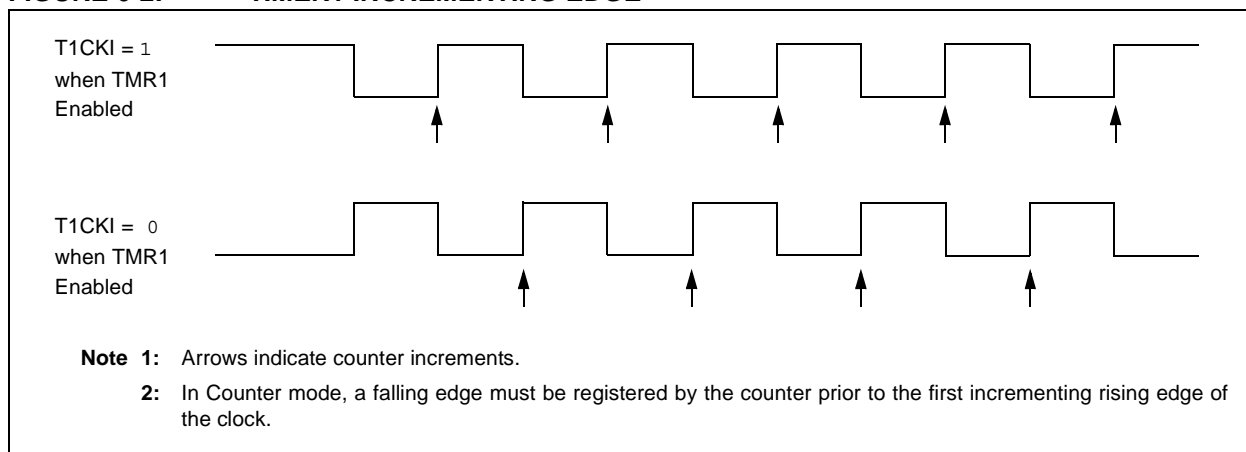 T1CKI = 1
when TMR1
Enabled
T1CKI = 0
when TMR1
Enabled
Note 1: Arrows indicate counter increments.
2: In Counter mode, a falling edge must be registered by the counter prior to the first incrementing rising edge of
the clock.